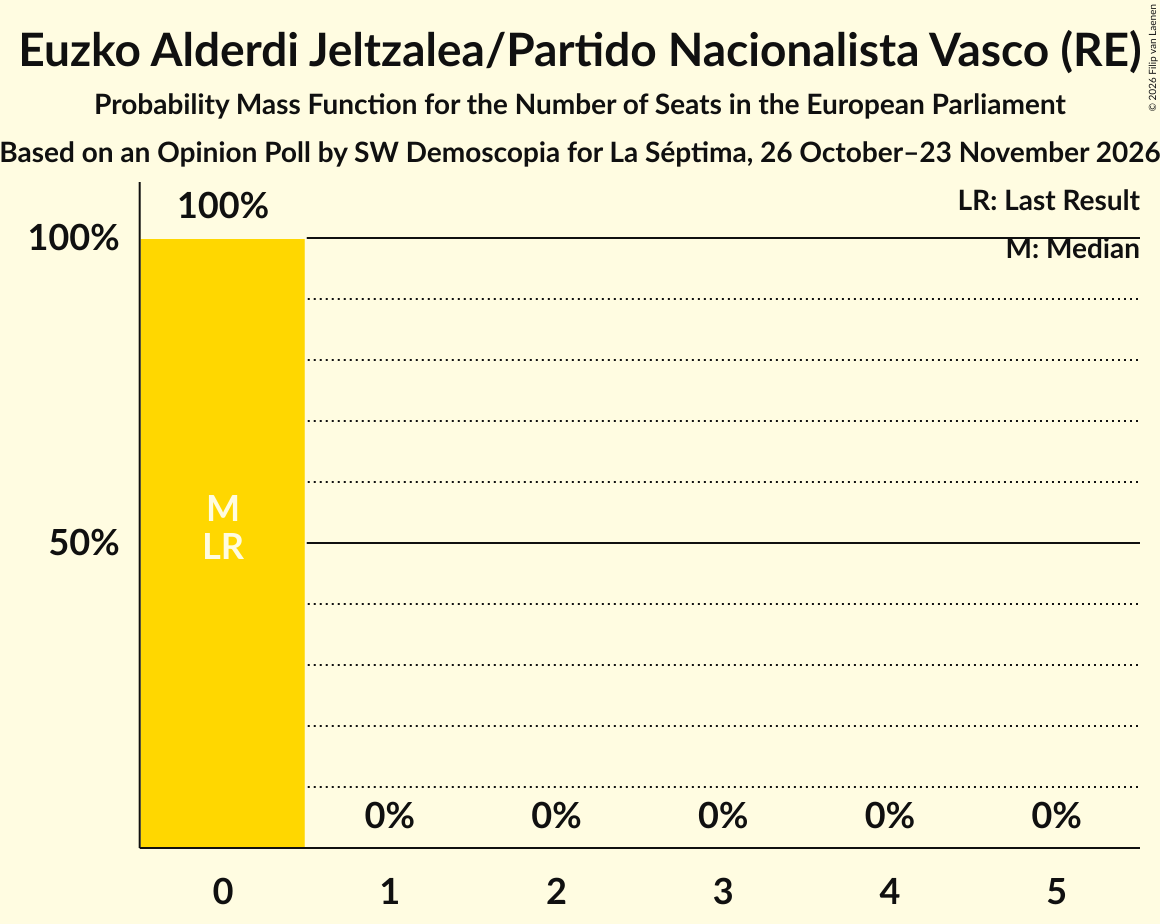 Euzko Alderdi Jeltzalea/Partido Nacionalista Vasco (RE)
Probability Mass Function for the Number of Seats in the European Parliament
Based on an Opinion Poll by SW Demoscopia for La Séptima, 26 October–23 November 2026
© 2026 Filip van Laenen
LR: Last Result
M: Median
100%
100%
50%
M
LR
0% 0% 0% 0% 0%
0 1 2 3 4 5